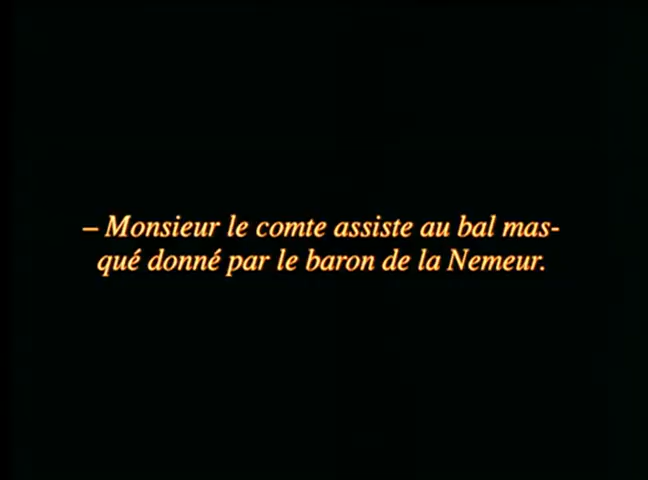 – Monsieur le comte assiste au bal mas-
qué donné par le baron de la Nemeur.